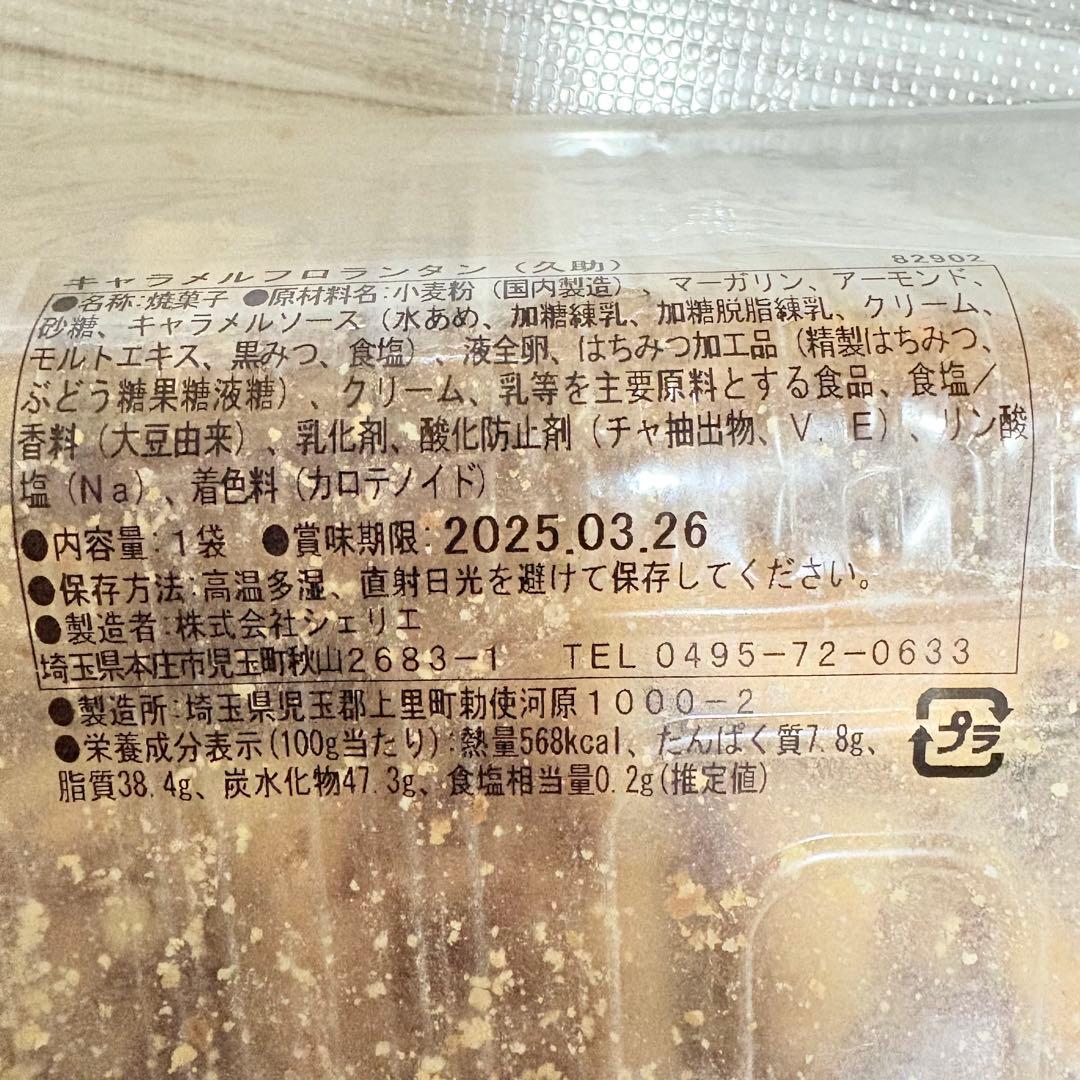 キャラメルフロランタン（久助） 82902
●名称:焼菓子 ●原材料名:小麦粉（国内製造）、マーガリン、アーモンド、
砂糖、キャラメルソース（水あめ、加糖練乳、加糖脱脂練乳、クリーム、
モルトエキス、黒みつ、食塩）、液全卵、はちみつ加工品（精製はちみつ、
ぶどう糖果糖液糖）、クリーム、乳等を主要原料とする食品、食塩／
香料（大豆由来）、乳化剤、酸化防止剤（チャ抽出物、V．E）、リン酸
塩（Na）、着色料（カロテノイド）
●内容量:1袋 ●賞味期限:2025.03.26
●保存方法:高温多湿、直射日光を避けて保存してください。
●製造者:株式会社シェリエ
埼玉県本庄市児玉町秋山2683-1 TEL 0495-72-0633
●製造所:埼玉県児玉郡上里町勅使河原1000-2
●栄養成分表示(100g当たり):熱量568kcal、たんぱく質7.8g、
脂質38.4g、炭水化物47.3g、食塩相当量0.2g(推定値)
プラ